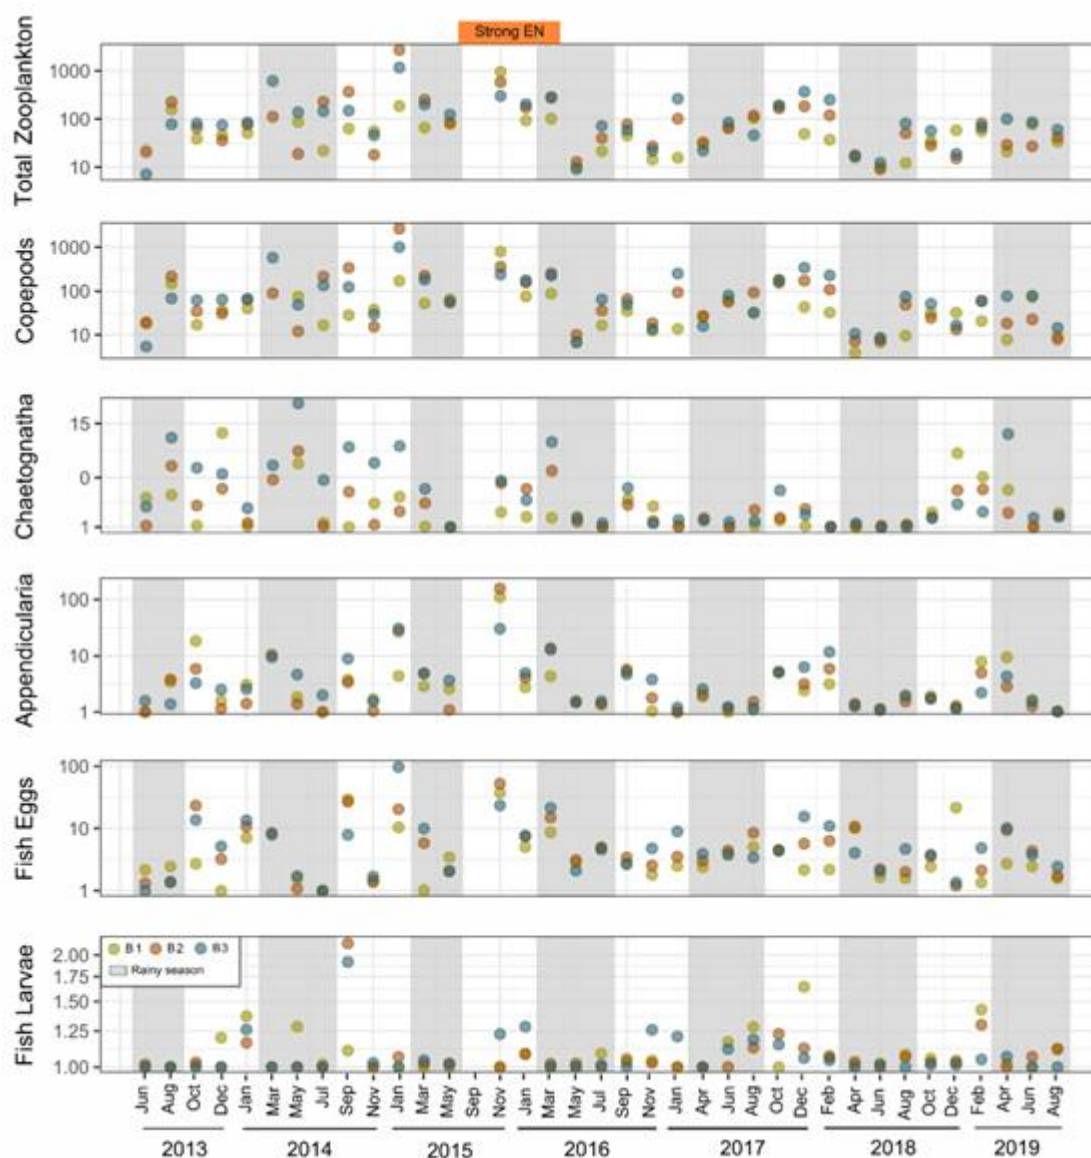 Strong EN
Total Zooplankton
1000
100
10
Copepods
1000
100
10
Chaetognatha
15
0
1
Appendicularia
100
10
1
Fish Eggs
100
10
1
Fish Larvae
B1 B2 B3
Rainy season
2.00
1.75
1.50
1.25
1.00
Jun Aug Oct Dec Jan Mar May Jul Sep Nov Jan Mar May Sep Nov Jan Mar May Jul Sep Nov Jan Apr Jun Aug Oct Dec Feb Apr Jun Aug Oct Dec Feb Apr Jun Aug
2013 2014 2015 2016 2017 2018 2019